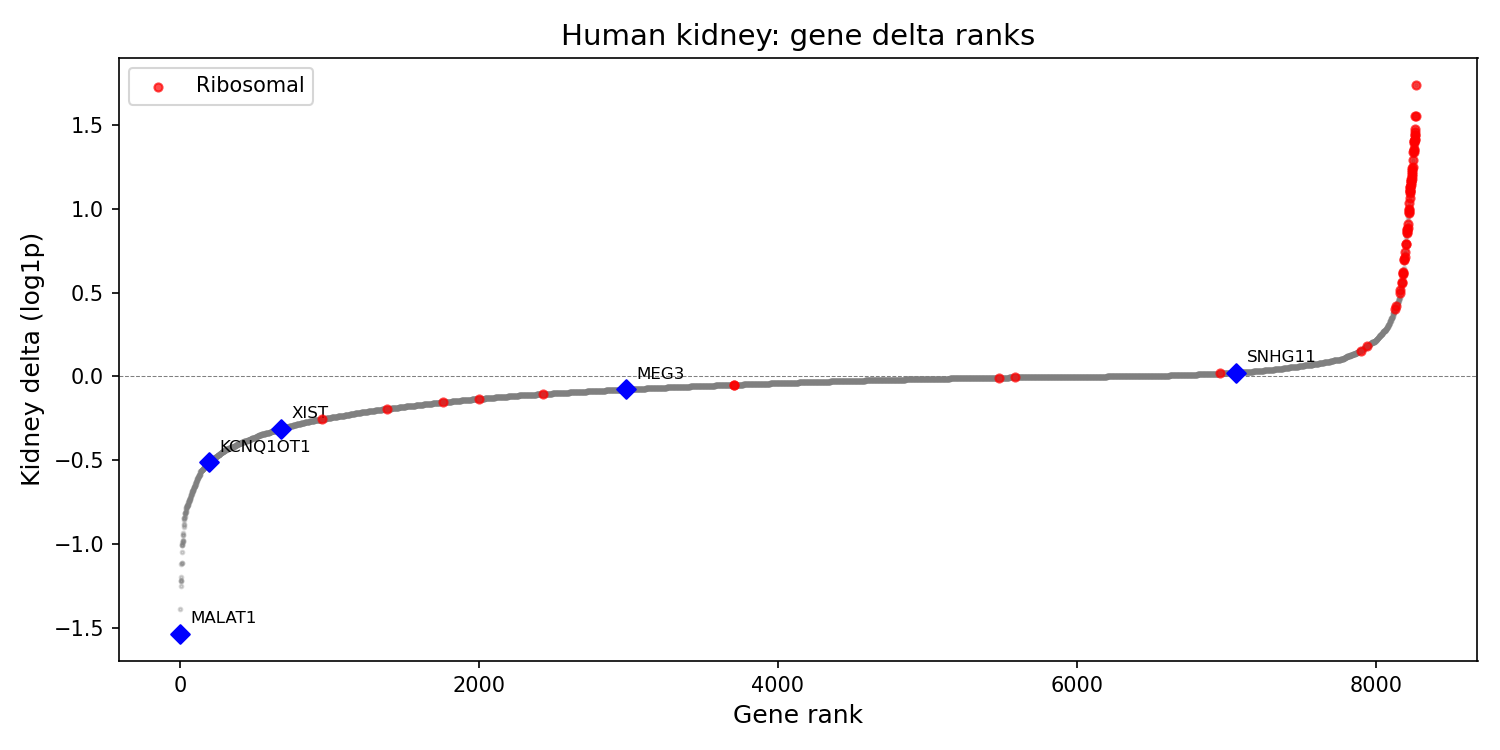 Human kidney: gene delta ranks
Ribosomal
Kidney delta (log1p)
1.5
1.0
0.5
0.0
−0.5
−1.0
−1.5
SNHG11
MEG3
XIST
KCNQ1OT1
MALAT1
0
2000
4000
6000
8000
Gene rank